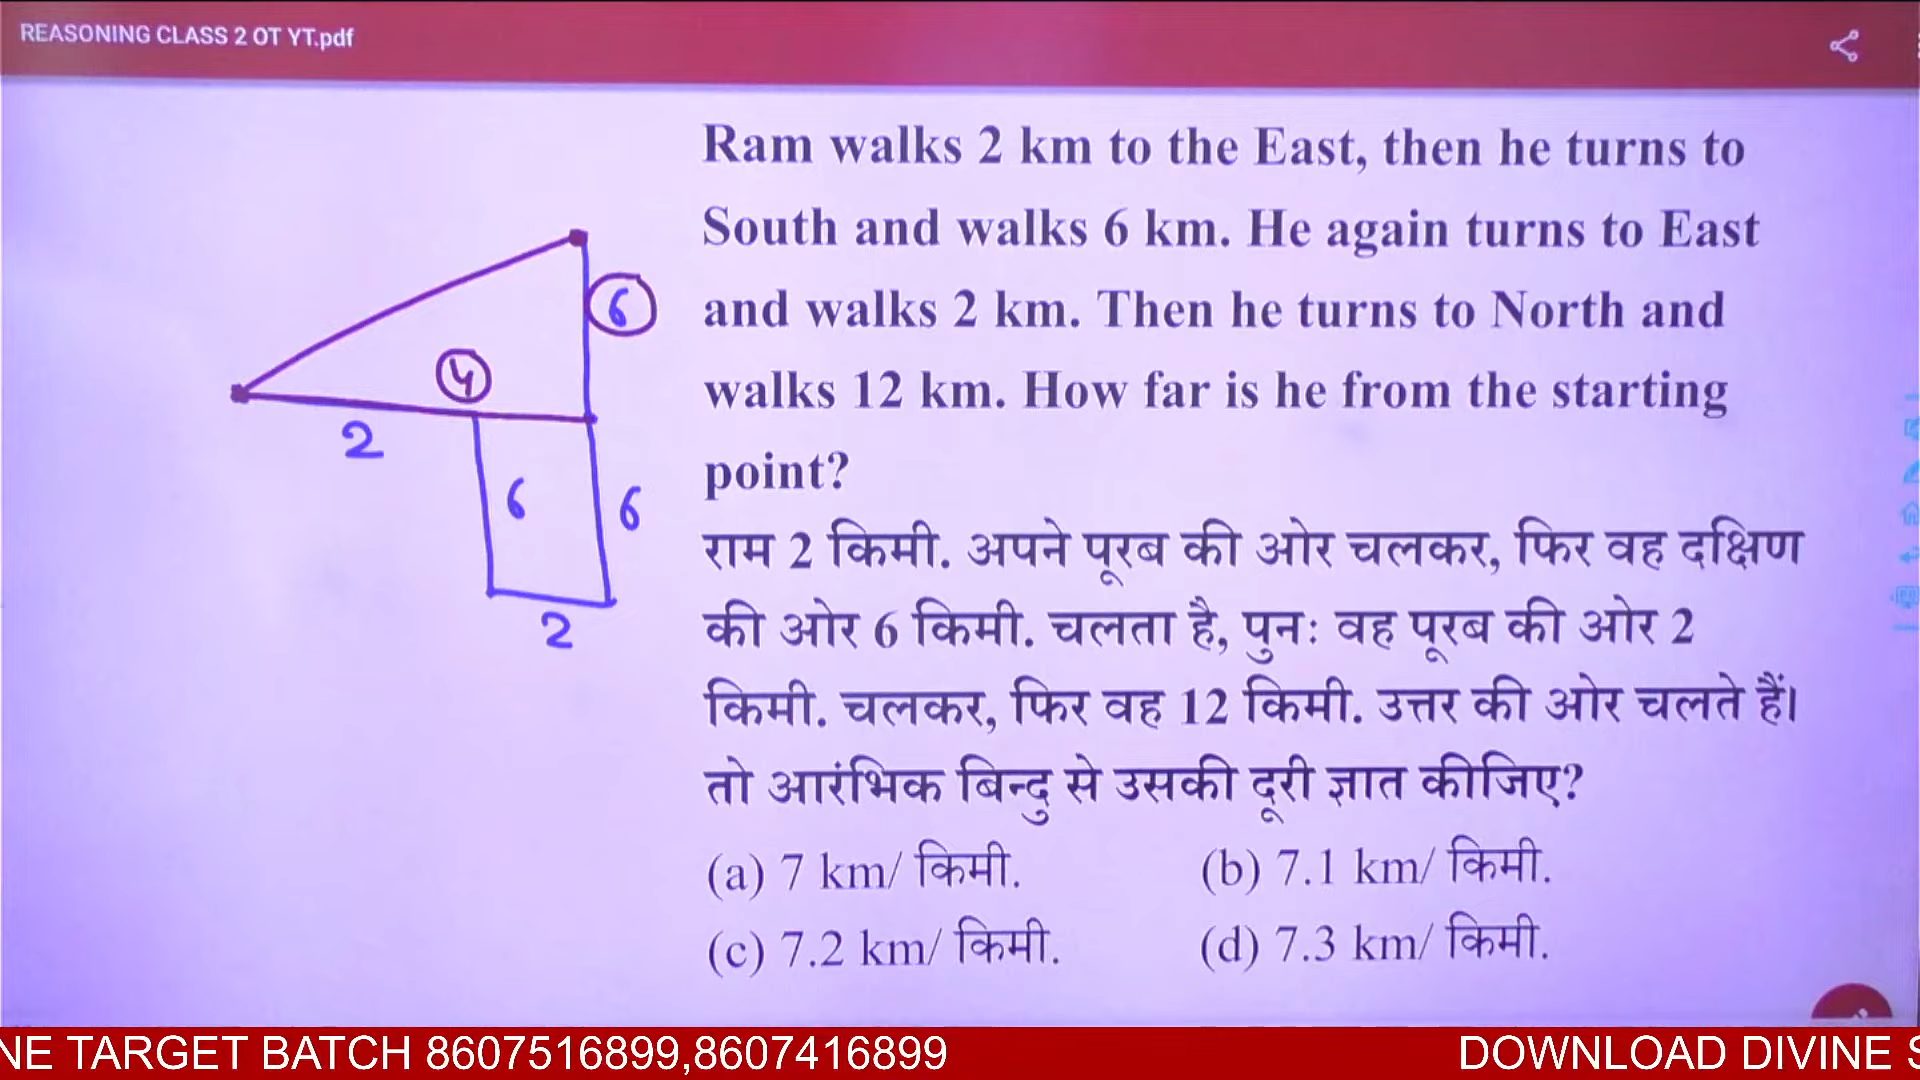 REASONING CLASS 2 OT YT.pdf
Ram walks 2 km to the East, then he turns to
South and walks 6 km. He again turns to East
and walks 2 km. Then he turns to North and
walks 12 km. How far is he from the starting
point?
राम 2 किमी. अपने पूरब की ओर चलकर, फिर वह दक्षिण
की ओर 6 किमी. चलता है, पुनः वह पूरब की ओर 2
किमी. चलकर, फिर वह 12 किमी. उत्तर की ओर चलते हैं।
तो आरंभिक बिन्दु से उसकी दूरी ज्ञात कीजिए?
(a) 7 km/ किमी.
(b) 7.1 km/ किमी.
(c) 7.2 km/ किमी.
(d) 7.3 km/ किमी.
6
4
2
6
6
2
NE TARGET BATCH 8607516899,8607416899
DOWNLOAD DIVINE S